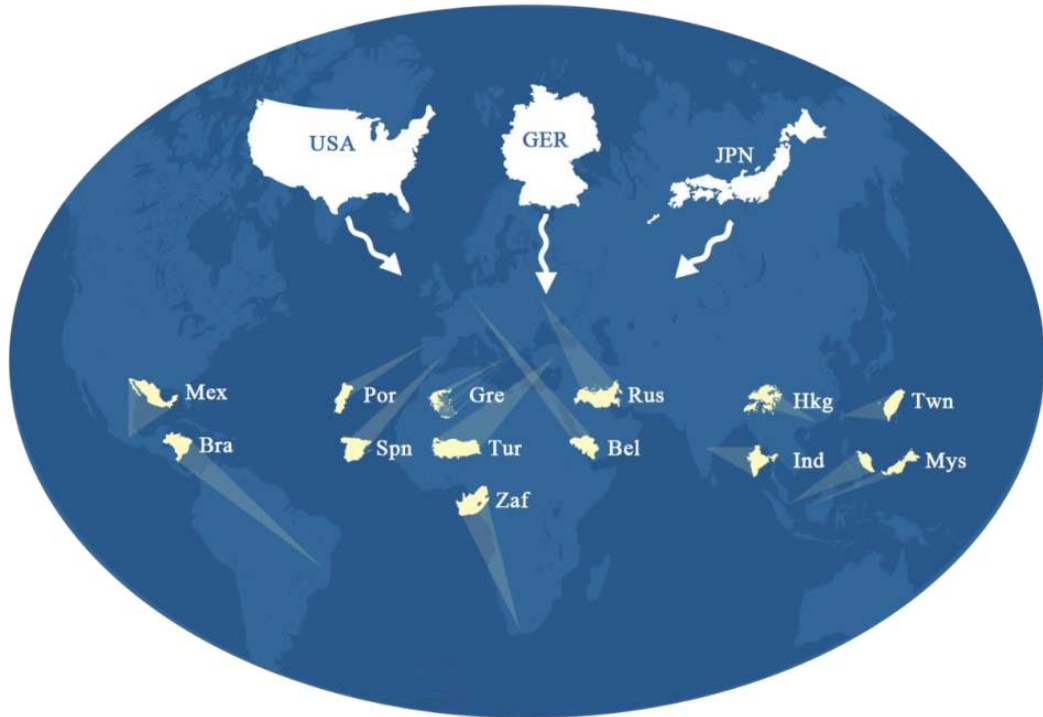 USA
GER
JPN
Mex
Por
Gre
Rus
Hkg
Twn
Bra
Spn
Tur
Bel
Ind
Mys
Zaf